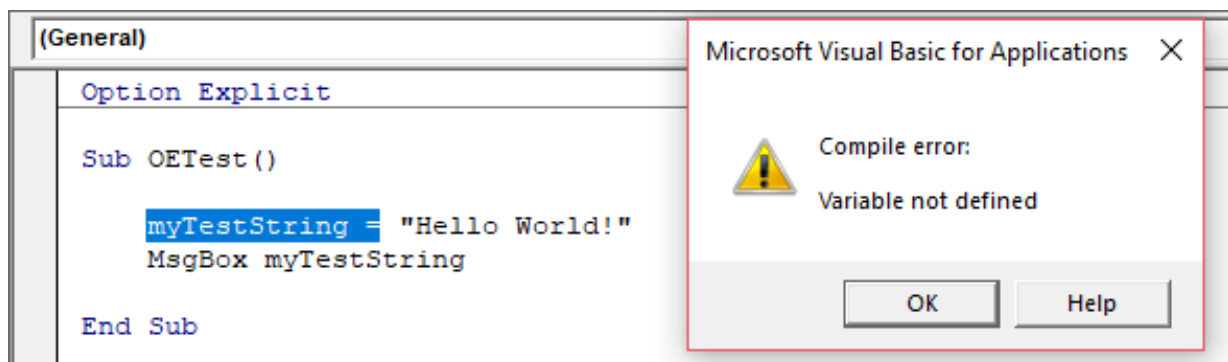 (General)
Option Explicit
Sub OETest()
myTestString = "Hello World!"
MsgBox myTestString
End Sub
Microsoft Visual Basic for Applications
Compile error:
Variable not defined
OK
Help